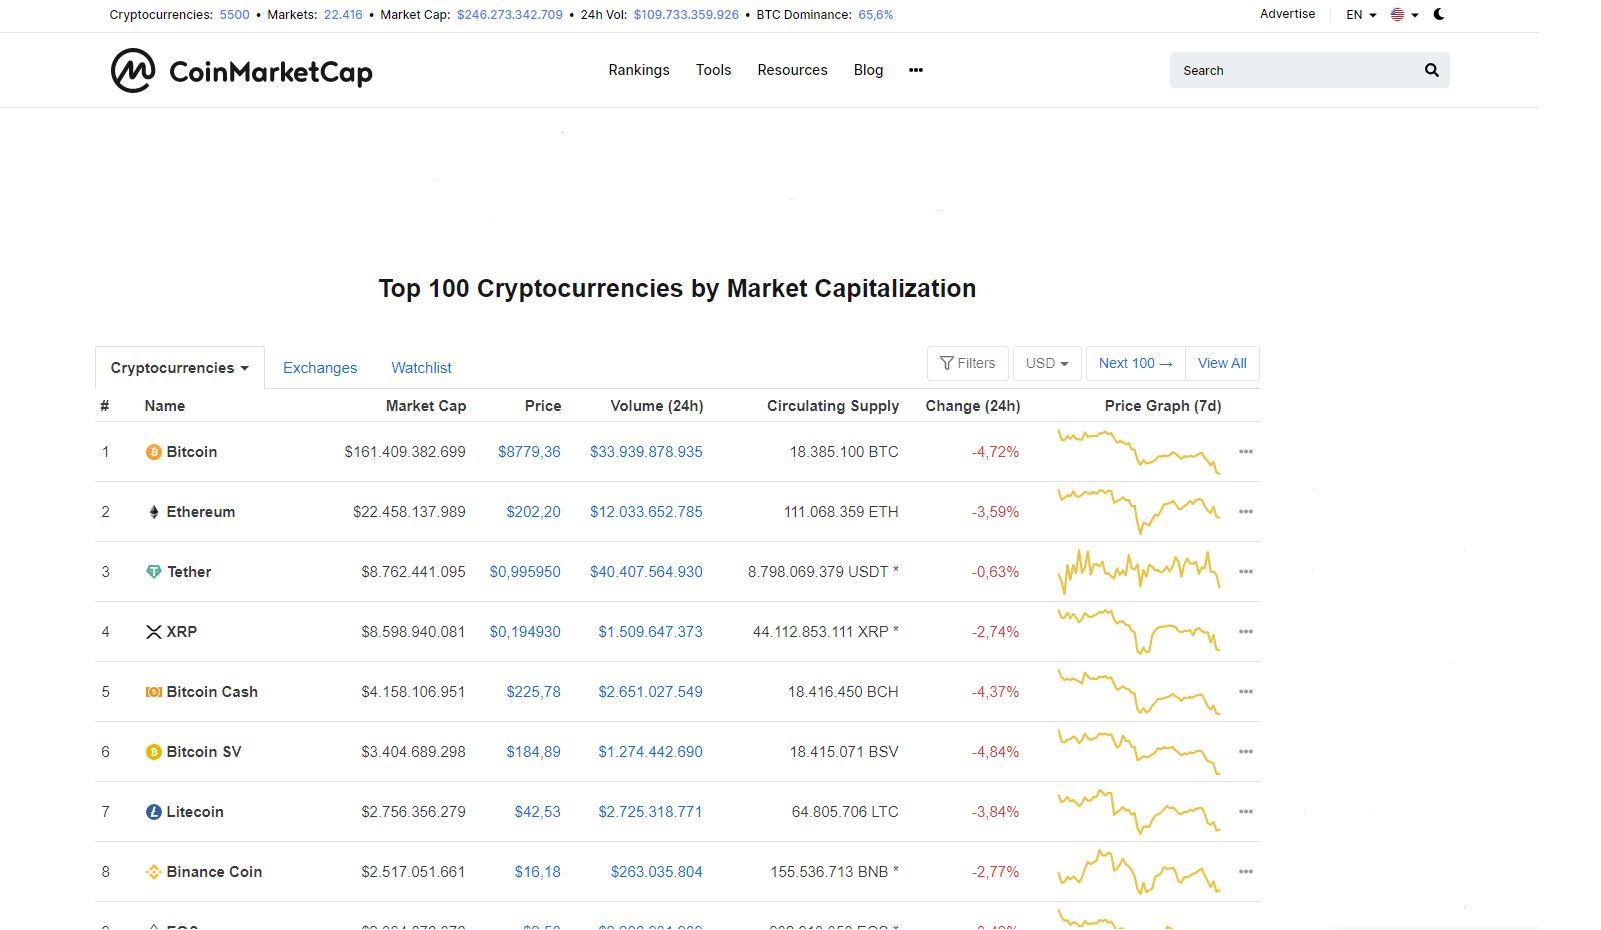 Cryptocurrencies: 5500 • Markets: 22.416 • Market Cap: $246.273.342.709 • 24h Vol: $109.733.359.926 • BTC Dominance: 65,6% Advertise EN
CoinMarketCap Rankings Tools Resources Blog ••• Search
Top 100 Cryptocurrencies by Market Capitalization
Cryptocurrencies Exchanges Watchlist Filters USD Next 100 → View All
# Name Market Cap Price Volume (24h) Circulating Supply Change (24h) Price Graph (7d)
1 Bitcoin $161.409.382.699 $8779,36 $33.939.878.935 18.385.100 BTC -4,72% •••
2 Ethereum $22.458.137.989 $202,20 $12.033.652.785 111.068.359 ETH -3,59% •••
3 Tether $8.762.441.095 $0,995950 $40.407.564.930 8.798.069.379 USDT * -0,63% •••
4 XRP $8.598.940.081 $0,194930 $1.509.647.373 44.112.853.111 XRP * -2,74% •••
5 Bitcoin Cash $4.158.106.951 $225,78 $2.651.027.549 18.416.450 BCH -4,37% •••
6 Bitcoin SV $3.404.689.298 $184,89 $1.274.442.690 18.415.071 BSV -4,84% •••
7 Litecoin $2.756.356.279 $42,53 $2.725.318.771 64.805.706 LTC -3,84% •••
8 Binance Coin $2.517.051.661 $16,18 $263.035.804 155.536.713 BNB * -2,77% •••